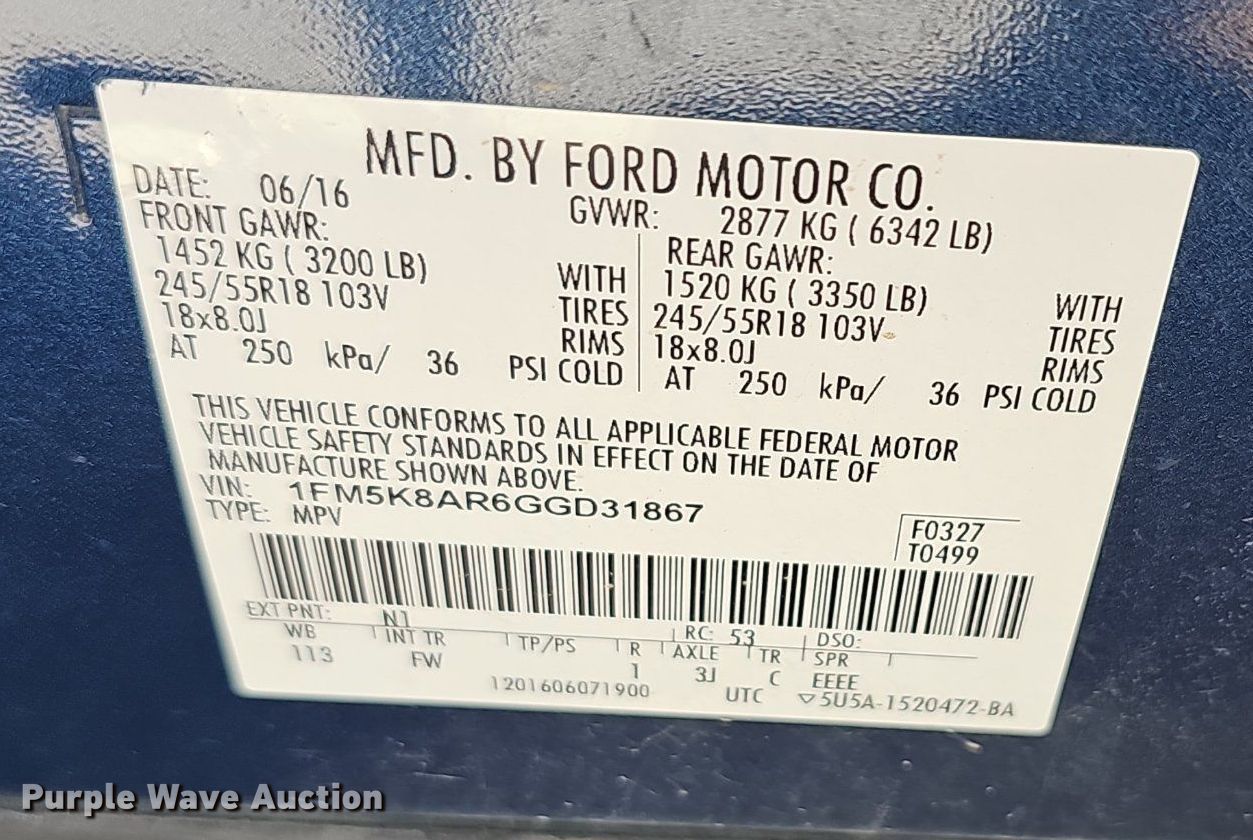 MFD. BY FORD MOTOR CO.
DATE: 06/16 GVWR: 2877 KG ( 6342 LB)
FRONT GAWR: REAR GAWR:
1452 KG ( 3200 LB) WITH 1520 KG ( 3350 LB) WITH
245/55R18 103V TIRES 245/55R18 103V TIRES
18x8.0J RIMS 18x8.0J RIMS
AT 250 kPa/ 36 PSI COLD AT 250 kPa/ 36 PSI COLD
THIS VEHICLE CONFORMS TO ALL APPLICABLE FEDERAL MOTOR
VEHICLE SAFETY STANDARDS IN EFFECT ON THE DATE OF
MANUFACTURE SHOWN ABOVE.
VIN: 1FM5K8AR6GGD31867
TYPE: MPV
F0327
T0499
EXT PNT: N1 RC: 53 DSO:
WB INT TR TP/PS R AXLE TR SPR
113 FW 1 3J C EEEE
1201606071900 UTC ▽5U5A-1520472-BA
Purple Wave Auction